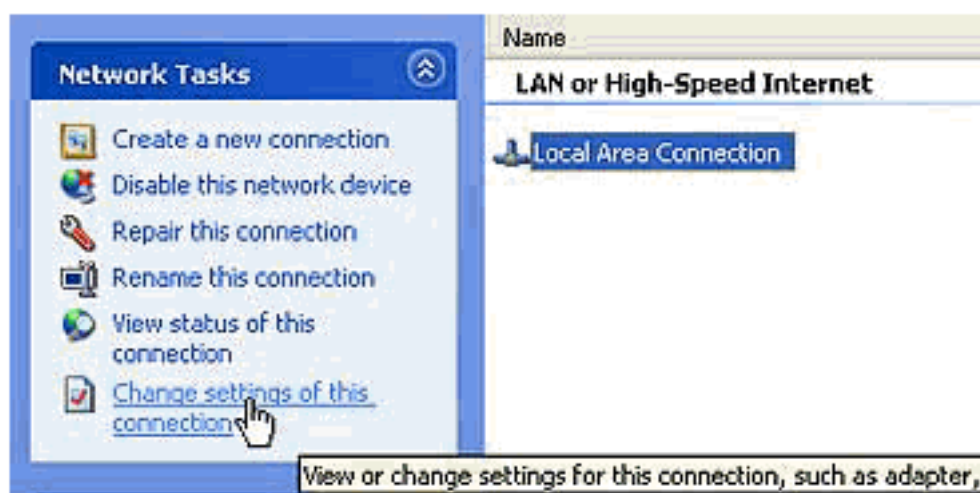 Name
Network Tasks
LAN or High-Speed Internet
Create a new connection
Local Area Connection
Disable this network device
Repair this connection
Rename this connection
View status of this
connection
Change settings of this
connection
View or change settings for this connection, such as adapter,